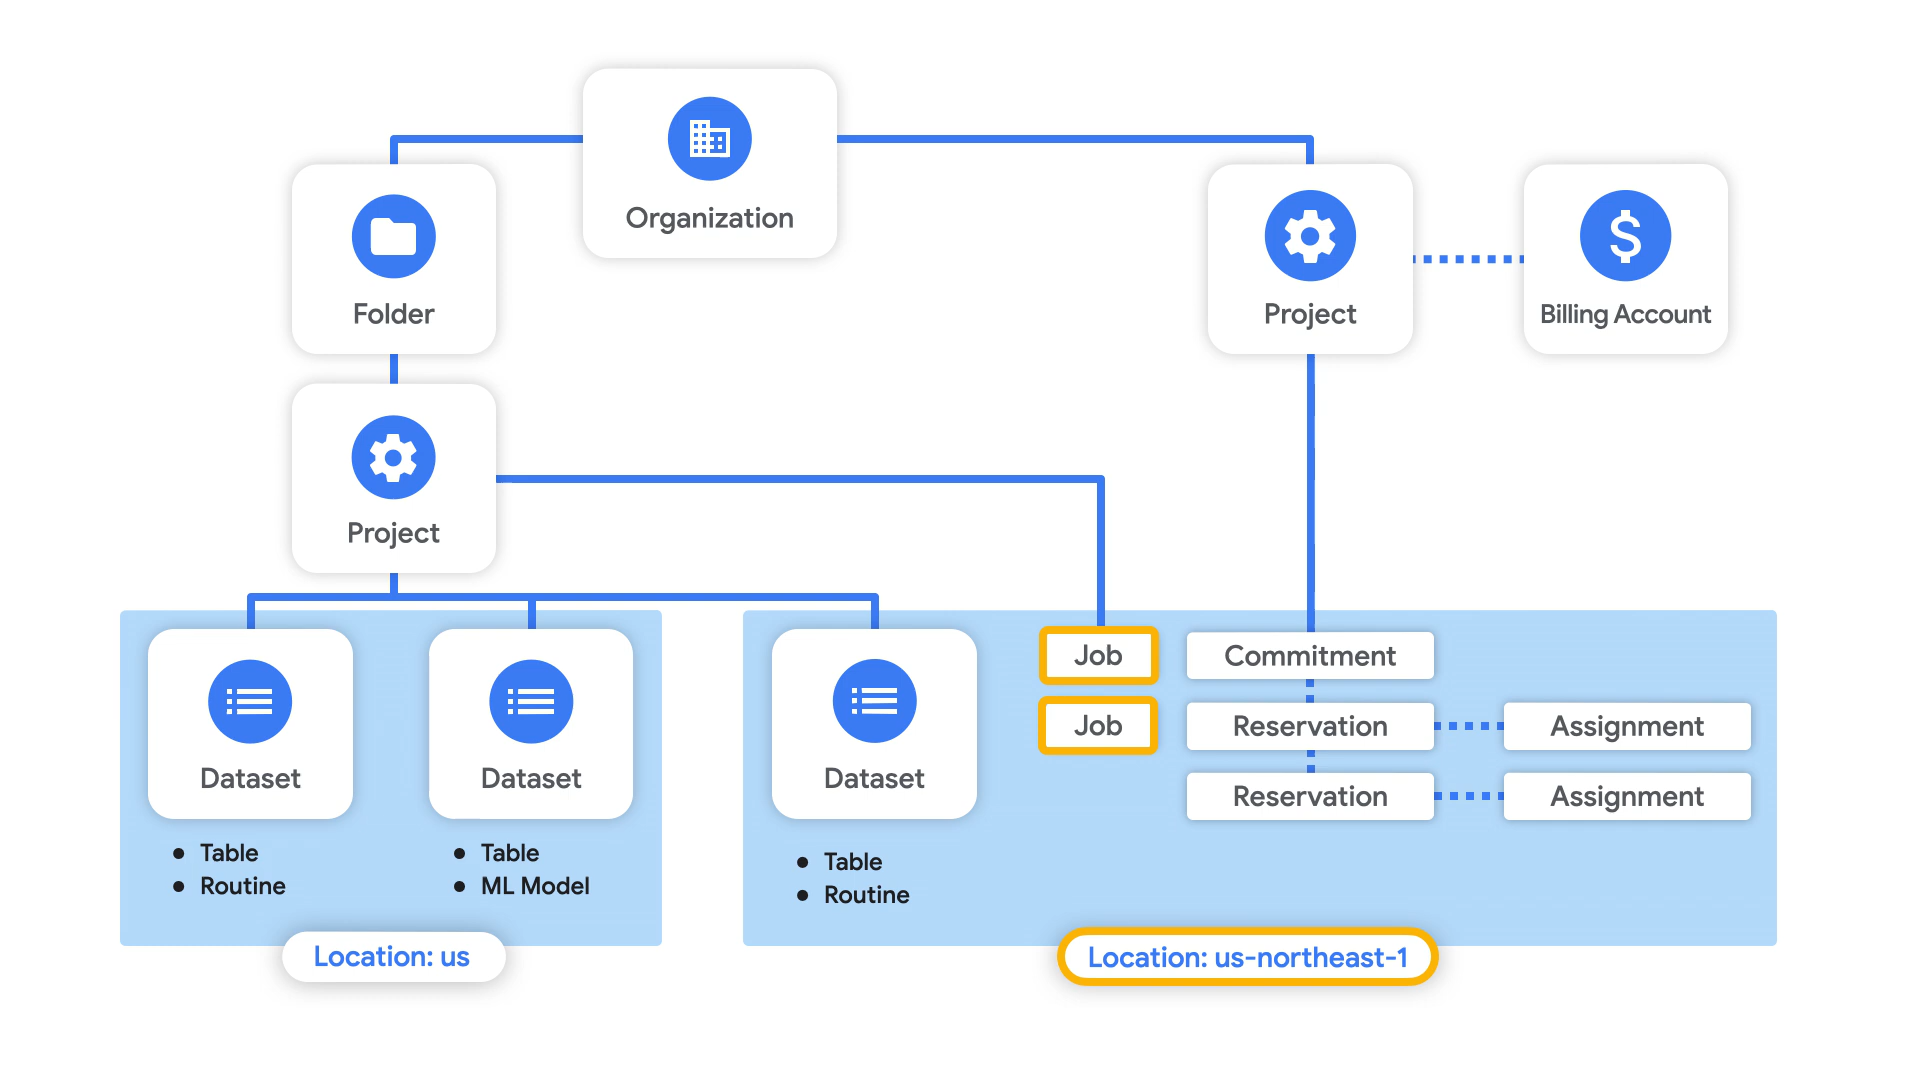 Organization
Folder
Project
Billing Account
Project
Dataset
Dataset
Dataset
Job
Commitment
Job
Reservation
Assignment
Reservation
Assignment
• Table
• Routine
• Table
• ML Model
• Table
• Routine
Location: us
Location: us-northeast-1